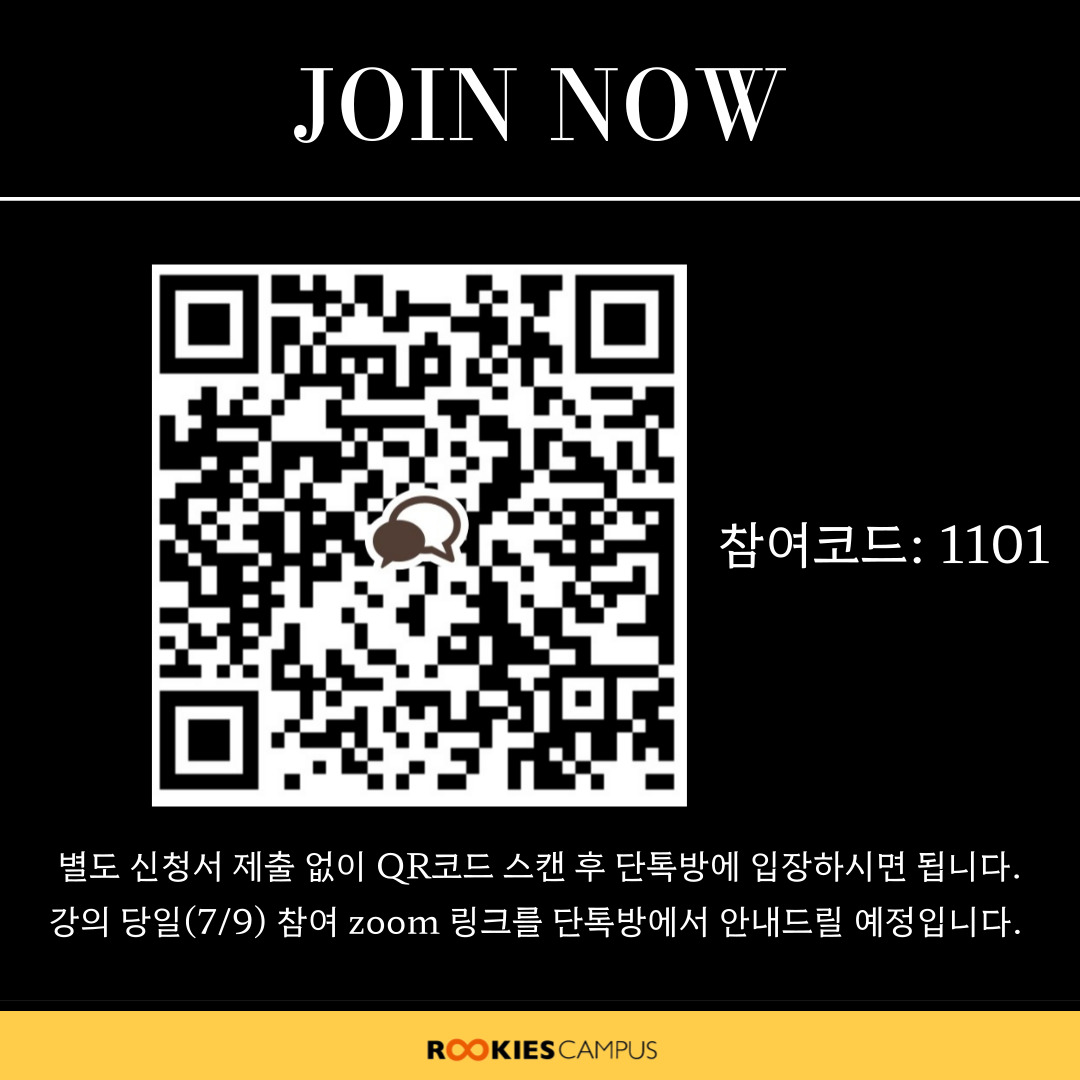 JOIN NOW
참여코드: 1101
별도 신청서 제출 없이 QR코드 스캔 후 단톡방에 입장하시면 됩니다.
강의 당일(7/9) 참여 zoom 링크를 단톡방에서 안내드릴 예정입니다.
ROOKIES CAMPUS